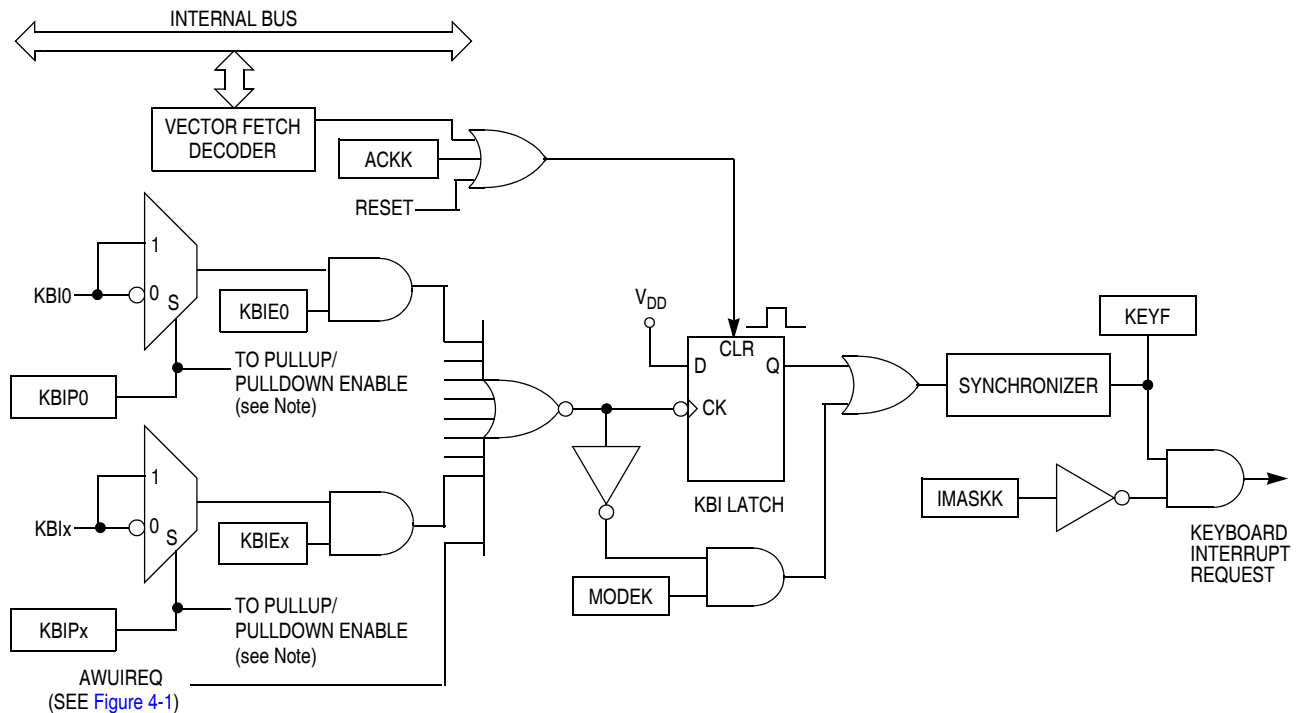 INTERNAL BUS
VECTOR FETCH
DECODER
ACKK
RESET
1
KBI0
0
S
KBIE0
TO PULLUP/
PULLDOWN ENABLE
(see Note)
KBIP0
VDD
CLR
D
Q
CK
KBI LATCH
KEYF
SYNCHRONIZER
1
KBIx
0
S
KBIEx
TO PULLUP/
PULLDOWN ENABLE
(see Note)
KBIPx
MODEK
IMASKK
KEYBOARD
INTERRUPT
REQUEST
AWUIREQ
(SEE Figure 4-1)